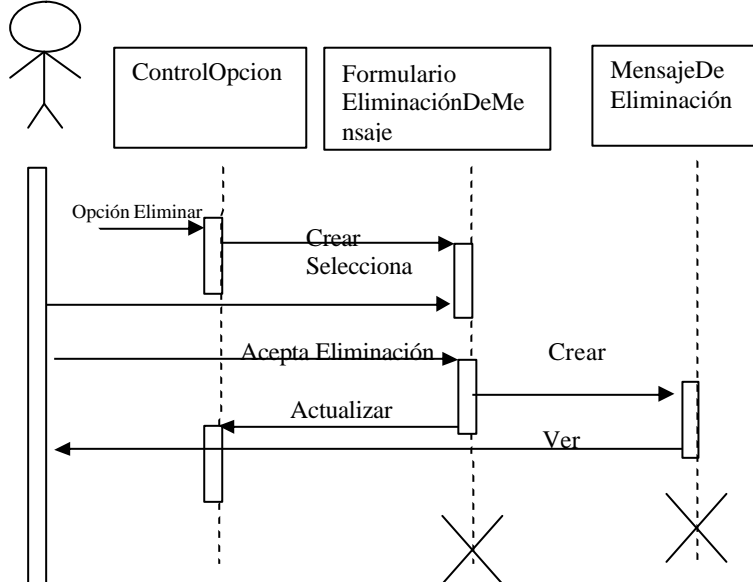 ControlOpcion
Formulario
EliminaciónDeMe
nsaje
MensajeDe
Eliminación
Opción Eliminar
Crear
Selecciona
Acepta Eliminación
Crear
Actualizar
Ver